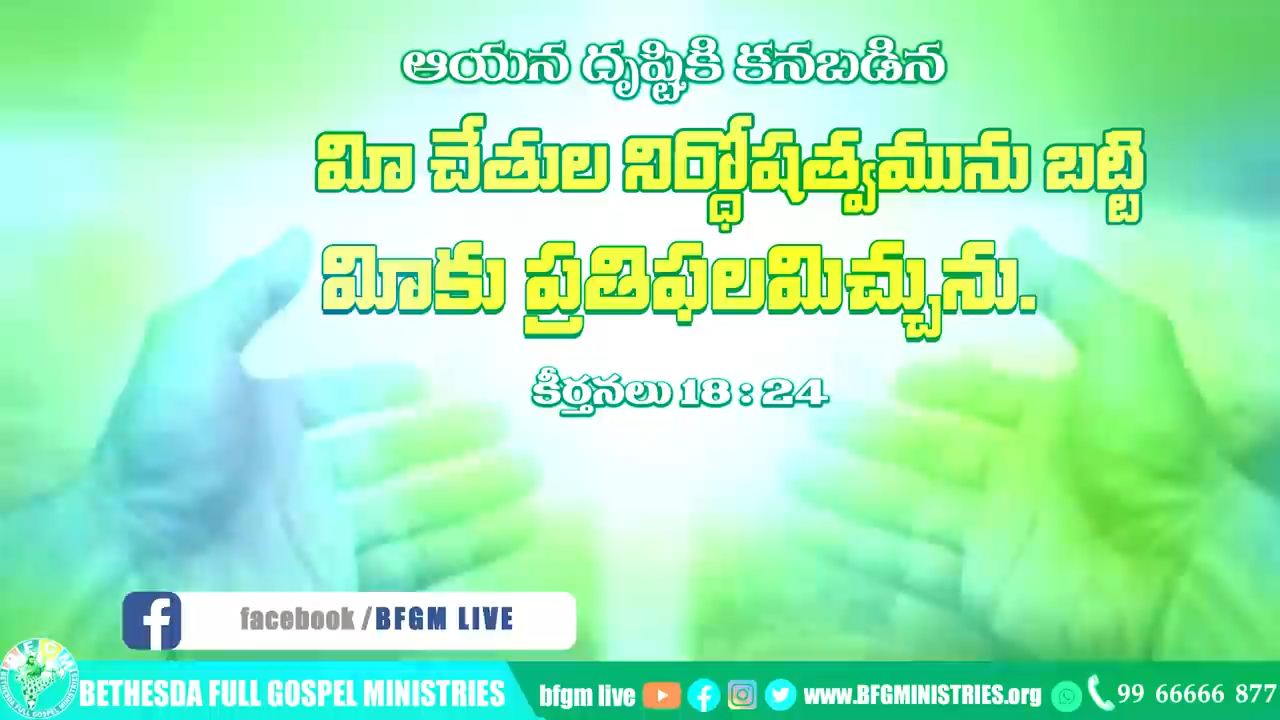 ఆయన దృష్టికి కనబడిన
మీ చేతుల నిర్ధోషత్వమును బట్టి
మీకు ప్రతిఫలమిచ్చును.
కీర్తనలు 18 : 24
facebook /BFGM LIVE
BETHESDA FULL GOSPEL MINISTRIES bfgm live www.BFGMINISTRIES.org 99 66666 877